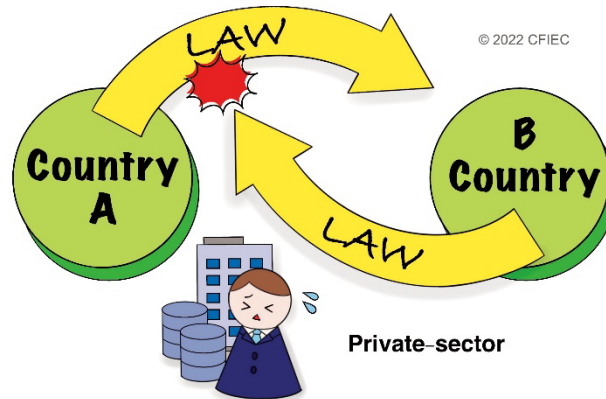 LAW
© 2022 CFIEC
Country
A
B
Country
LAW
Private-sector